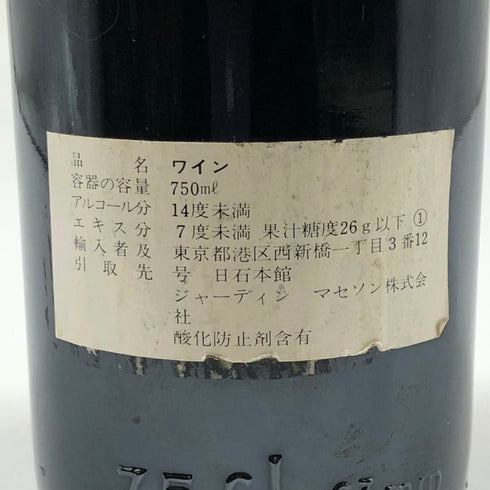 品名 ワイン
容器の容量 750mℓ
アルコール分 14度未満
エキス分 7度未満 果汁糖度26g以下 ①
輸入者及 東京都港区西新橋一丁目3番12
引取先 号 日石本館
ジャーディン マセソン株式会
社
酸化防止剤含有
75cl